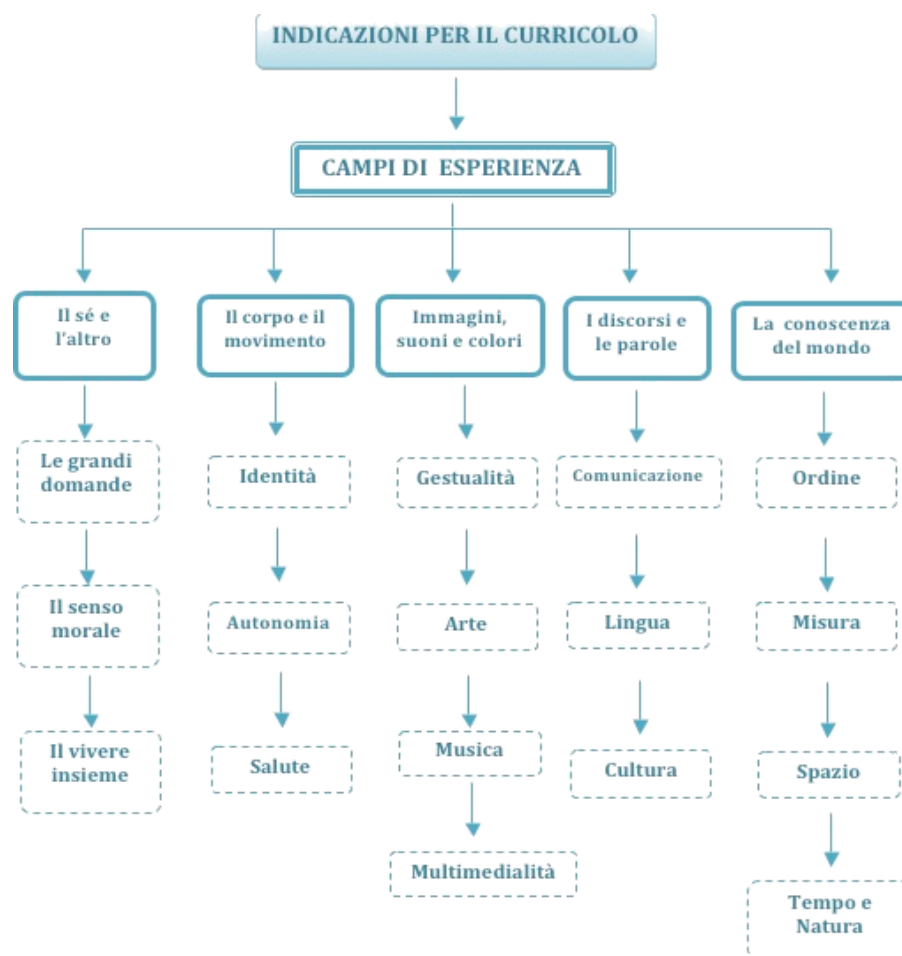 INDICAZIONI PER IL CURRICOLO
CAMPI DI ESPERIENZA
Il sé e
l'altro
Il corpo e il
movimento
Immagini,
suoni e colori
I discorsi e
le parole
La conoscenza
del mondo
Le grandi
domande
Identità
Gestualità
Comunicazione
Ordine
Il senso
morale
Autonomia
Arte
Lingua
Misura
Il vivere
insieme
Salute
Musica
Cultura
Spazio
Multimedialità
Tempo e
Natura